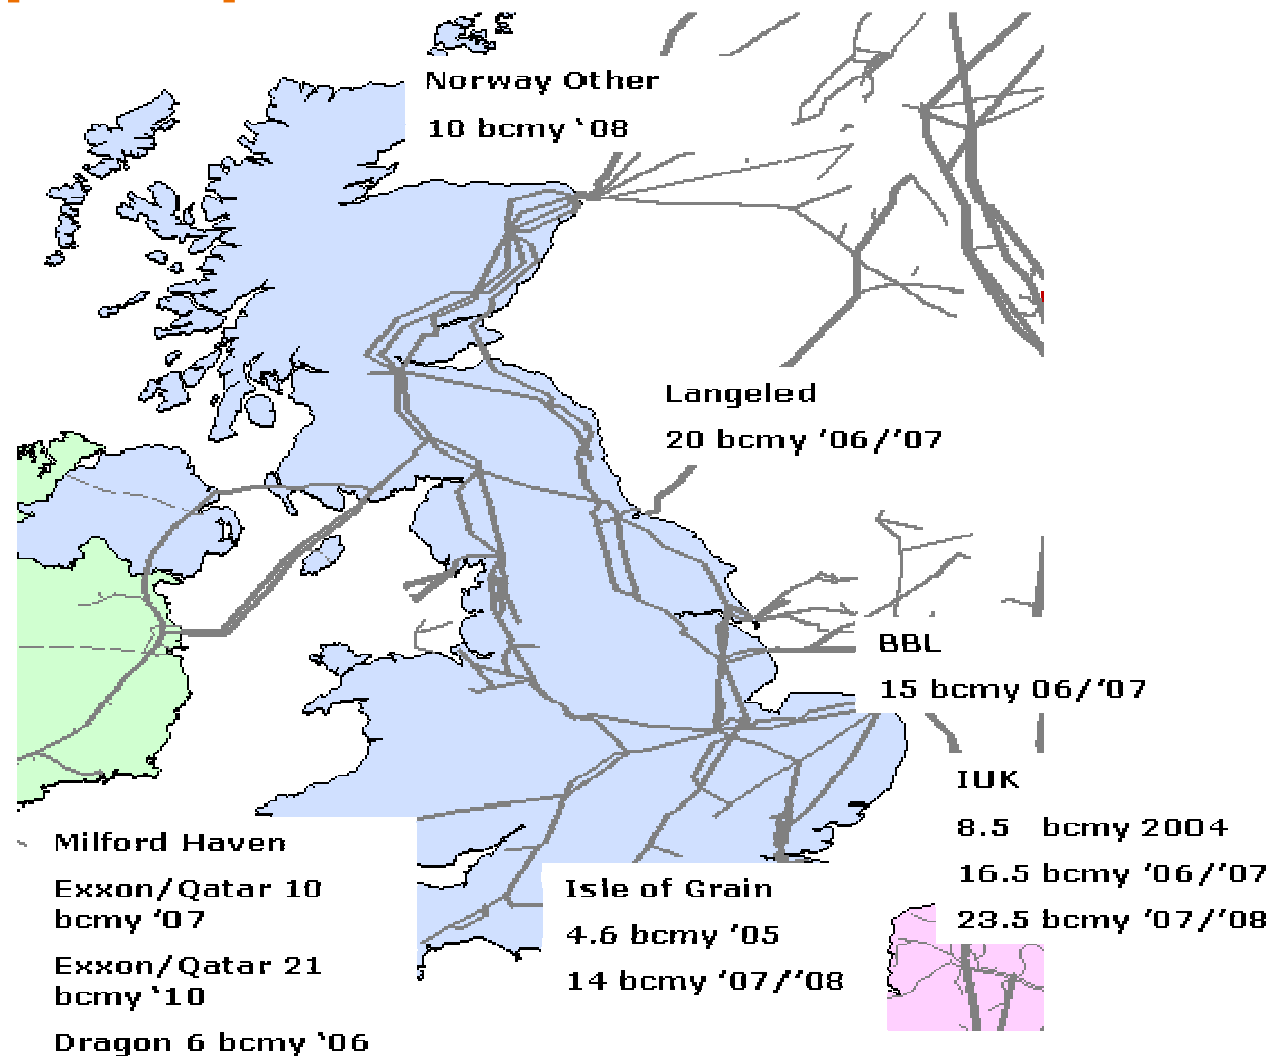 Norway Other
10 bcmy ‘08
Langeled
20 bcmy ’06/’07
BBL
15 bcmy 06/’07
IUK
8.5 bcmy 2004
16.5 bcmy ’06/’07
23.5 bcmy ’07/’08
Milford Haven
Exxon/Qatar 10
bcmy ’07
Exxon/Qatar 21
bcmy ‘10
Dragon 6 bcmy ‘06
Isle of Grain
4.6 bcmy ’05
14 bcmy ’07/’’08